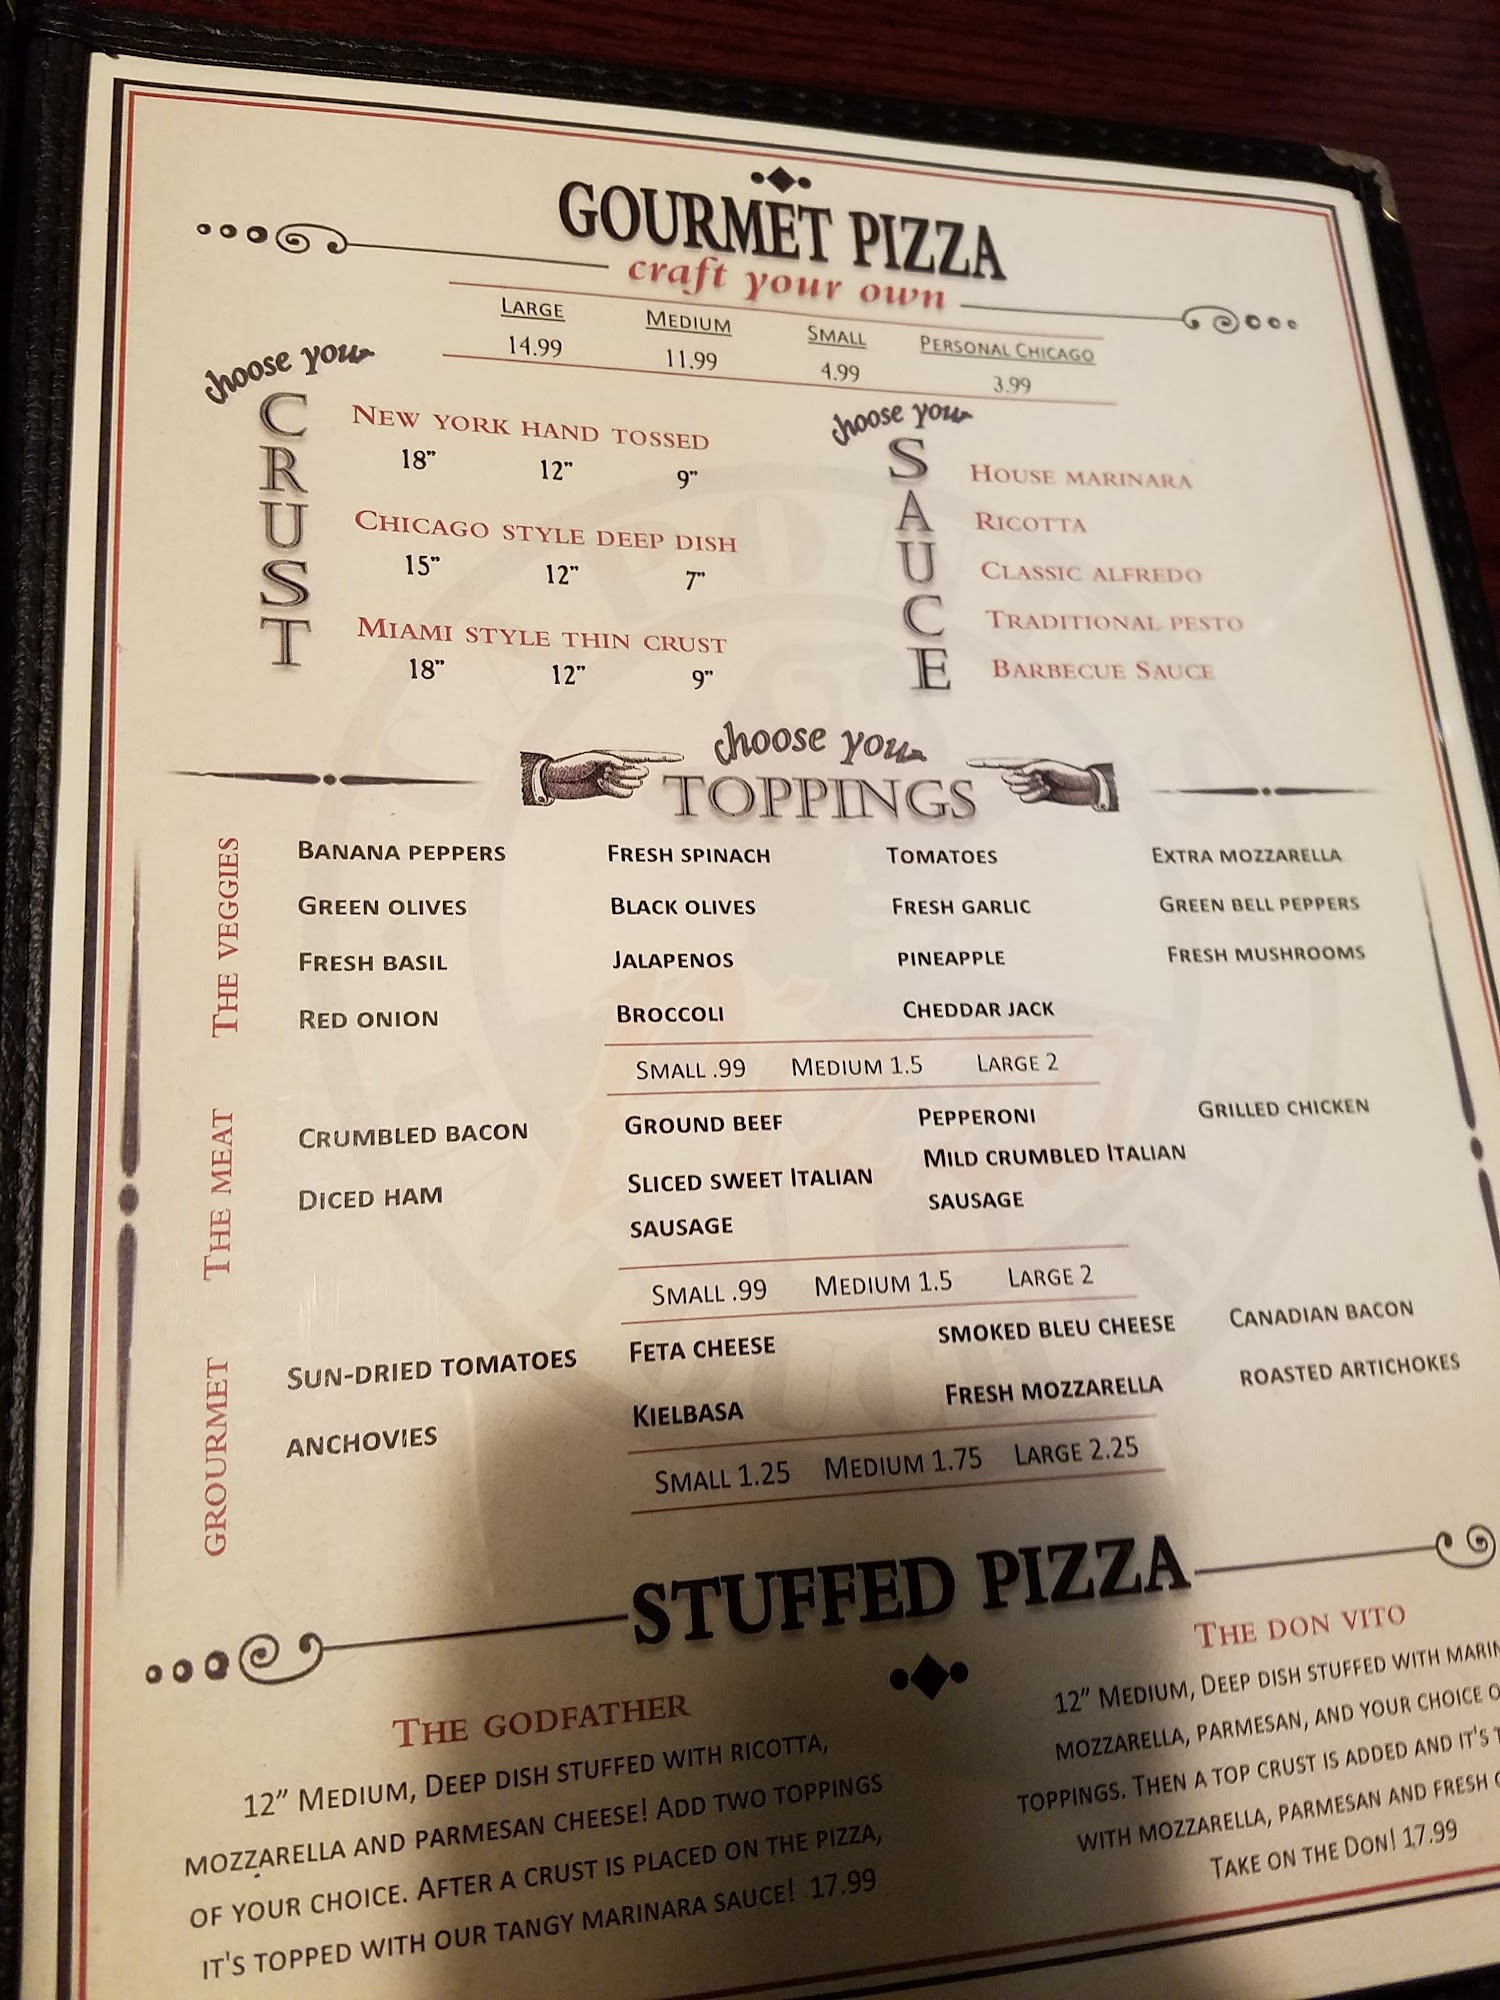 GOURMET PIZZA
craft your own
LARGE MEDIUM SMALL PERSONAL CHICAGO
14.99 11.99 4.99 3.99
choose your
CRUST
NEW YORK HAND TOSSED
18" 12" 9"
CHICAGO STYLE DEEP DISH
15" 12" 7"
MIAMI STYLE THIN CRUST
18" 12" 9"
choose your
SAUCE
HOUSE MARINARA
RICOTTA
CLASSIC ALFREDO
TRADITIONAL PESTO
BARBECUE SAUCE
choose your
TOPPINGS
THE VEGGIES
BANANA PEPPERS FRESH SPINACH TOMATOES EXTRA MOZZARELLA
GREEN OLIVES BLACK OLIVES FRESH GARLIC GREEN BELL PEPPERS
FRESH BASIL JALAPENOS PINEAPPLE FRESH MUSHROOMS
RED ONION BROCCOLI CHEDDAR JACK
SMALL .99 MEDIUM 1.5 LARGE 2
THE MEAT
CRUMBLED BACON GROUND BEEF PEPPERONI GRILLED CHICKEN
DICED HAM SLICED SWEET ITALIAN MILD CRUMBLED ITALIAN
SAUSAGE SAUSAGE
SMALL .99 MEDIUM 1.5 LARGE 2
GROURMET
SUN-DRIED TOMATOES FETA CHEESE SMOKED BLEU CHEESE CANADIAN BACON
ANCHOVIES KIELBASA FRESH MOZZARELLA ROASTED ARTICHOKES
SMALL 1.25 MEDIUM 1.75 LARGE 2.25
STUFFED PIZZA
THE GODFATHER
12" MEDIUM, DEEP DISH STUFFED WITH RICOTTA,
MOZZARELLA AND PARMESAN CHEESE! ADD TWO TOPPINGS
OF YOUR CHOICE. AFTER A CRUST IS PLACED ON THE PIZZA,
IT'S TOPPED WITH OUR TANGY MARINARA SAUCE! 17.99
THE DON VITO
12" MEDIUM, DEEP DISH STUFFED WITH
MOZZARELLA, PARMESAN, AND YOUR CHOICE
TOPPINGS. THEN A TOP CRUST IS ADDED AND IT'S
WITH MOZZARELLA, PARMESAN AND FRESH
TAKE ON THE DON! 17.99